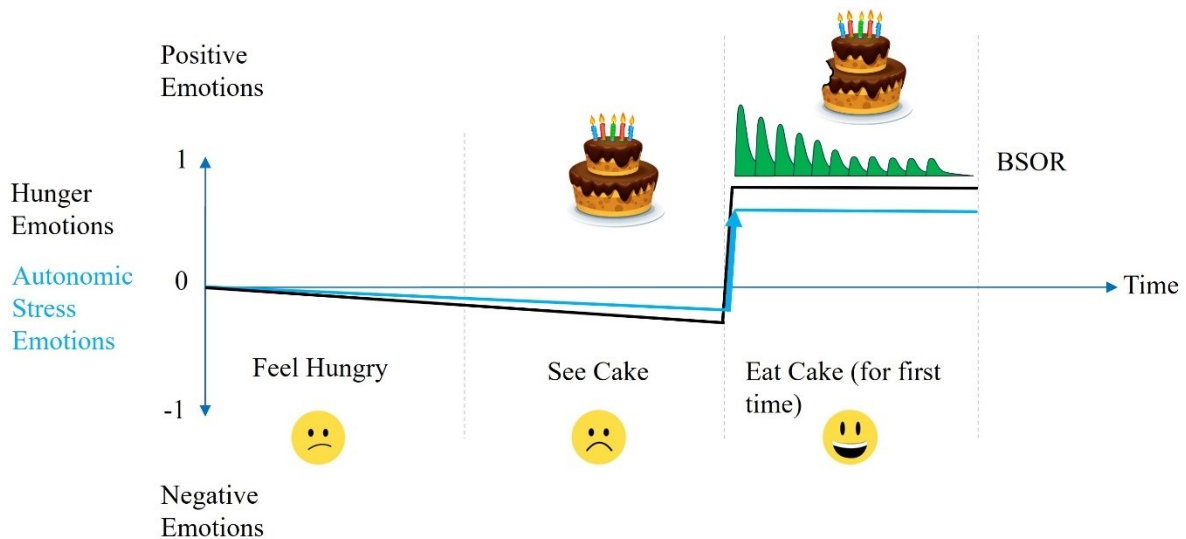 Positive
Emotions
1
BSOR
Hunger
Emotions
0
Time
Autonomic
Stress
Emotions
Feel Hungry
See Cake
Eat Cake (for first
time)
-1
Negative
Emotions